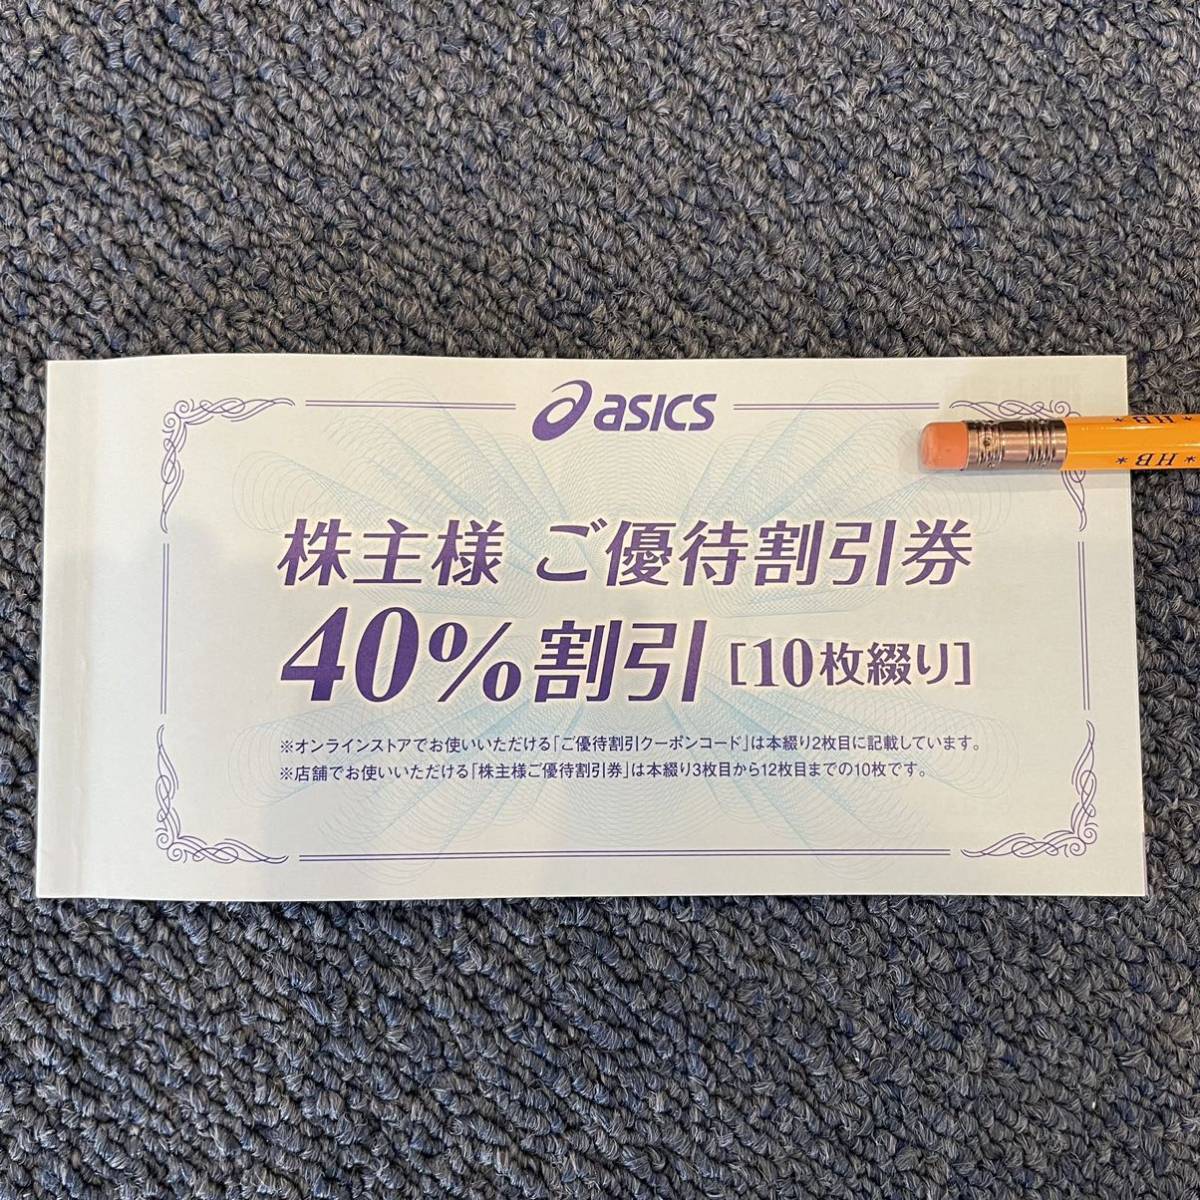 asics
株主様 ご優待割引券
40%割引 [10枚綴り]
※オンラインストアでお使いいただける「ご優待割引クーポンコード」は本綴り2枚目に記載しています。
※店舗でお使いいただける「株主様ご優待割引券」は本綴り3枚目から12枚目までの10枚です。
* HB *